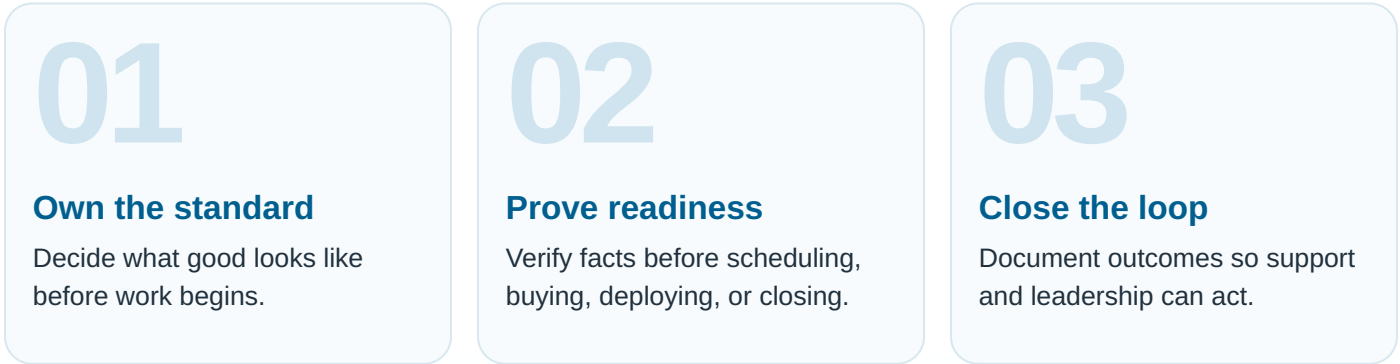 01
Own the standard
Decide what good looks like
before work begins.
02
Prove readiness
Verify facts before scheduling,
buying, deploying, or closing.
03
Close the loop
Document outcomes so support
and leadership can act.